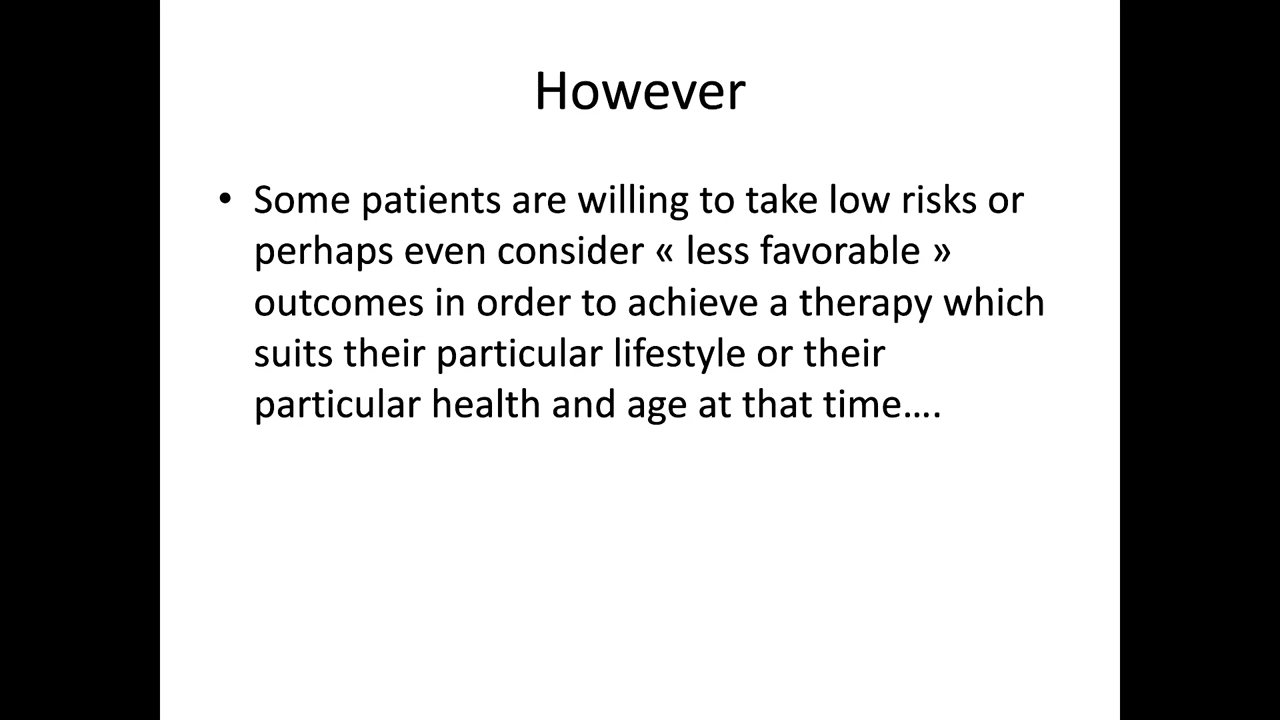 However
• Some patients are willing to take low risks or
perhaps even consider « less favorable »
outcomes in order to achieve a therapy which
suits their particular lifestyle or their
particular health and age at that time….